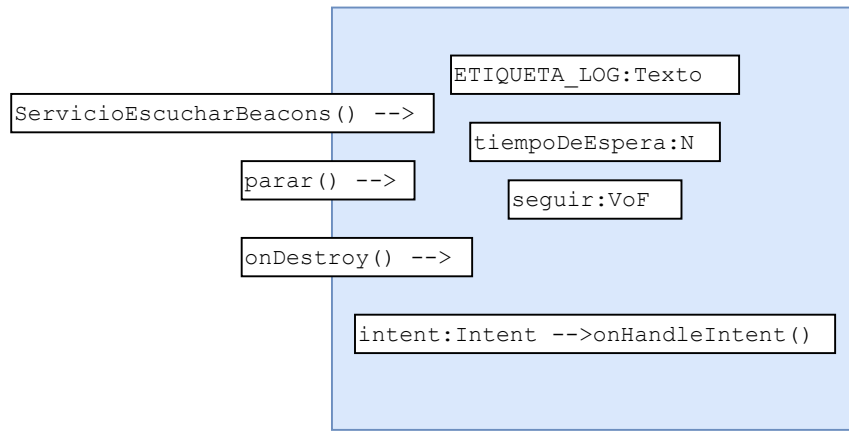 ETIQUETA_LOG:Texto
ServicioEscucharBeacons() -->
tiempoDeEspera:N
parar() -->
seguir:VoF
onDestroy() -->
intent:Intent -->onHandleIntent()